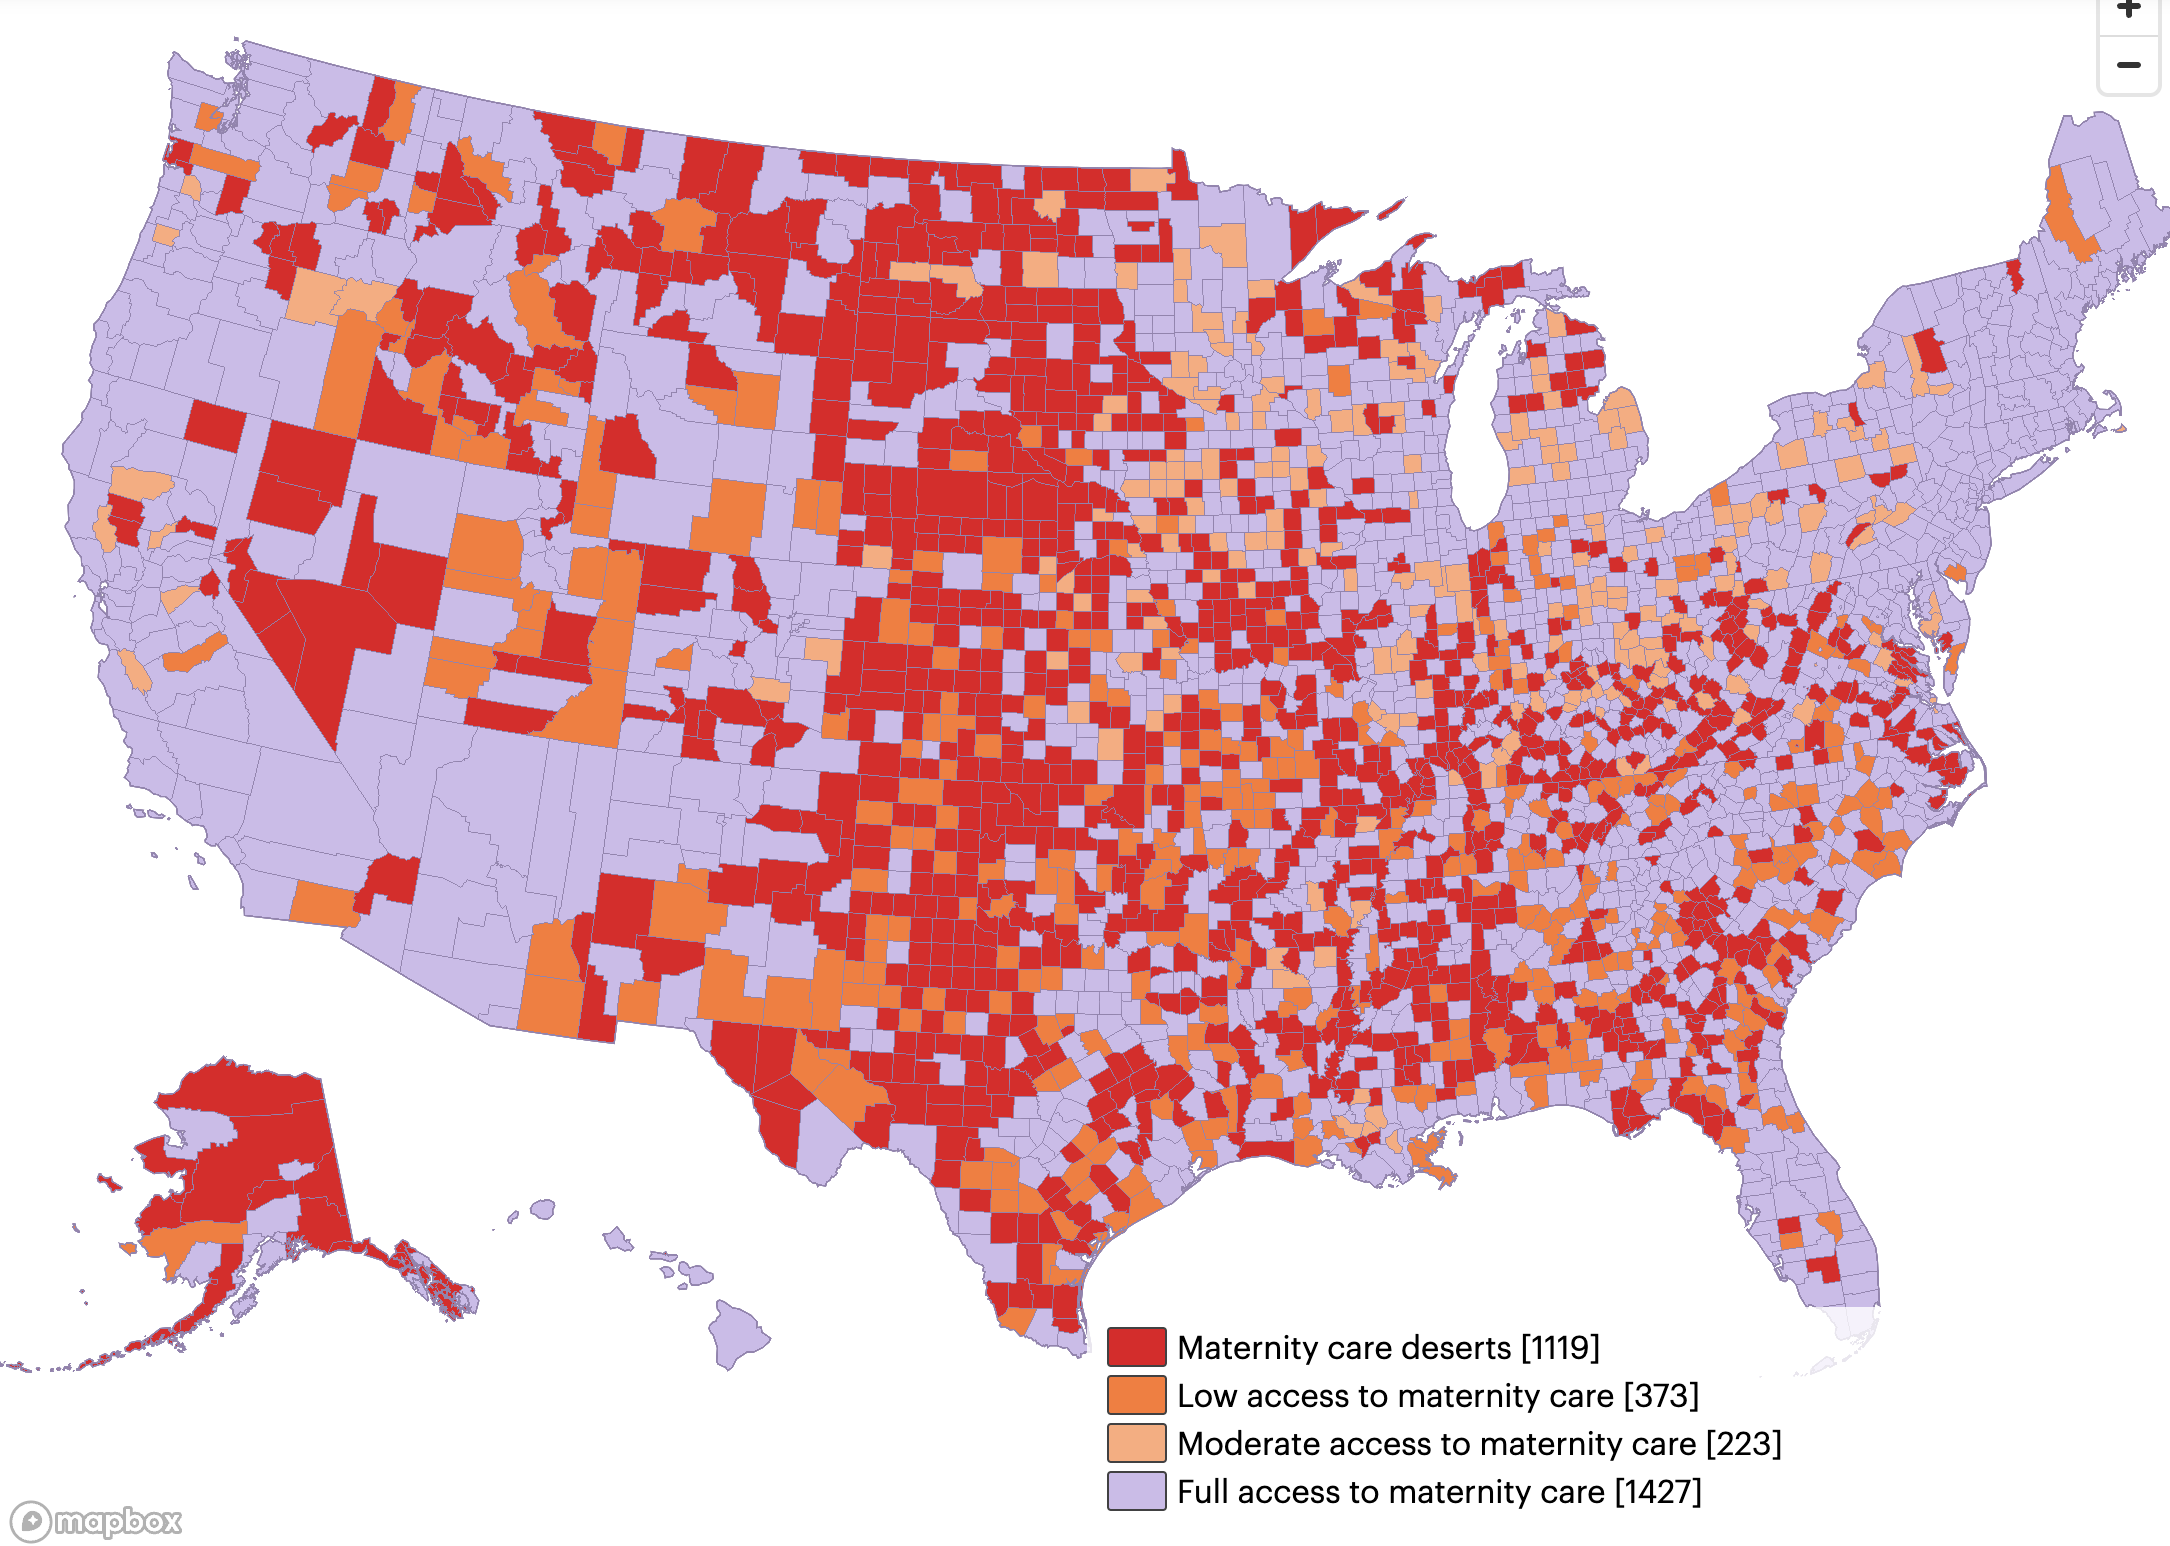 +
−
Maternity care deserts [1119]
Low access to maternity care [373]
Moderate access to maternity care [223]
Full access to maternity care [1427]
mapbox